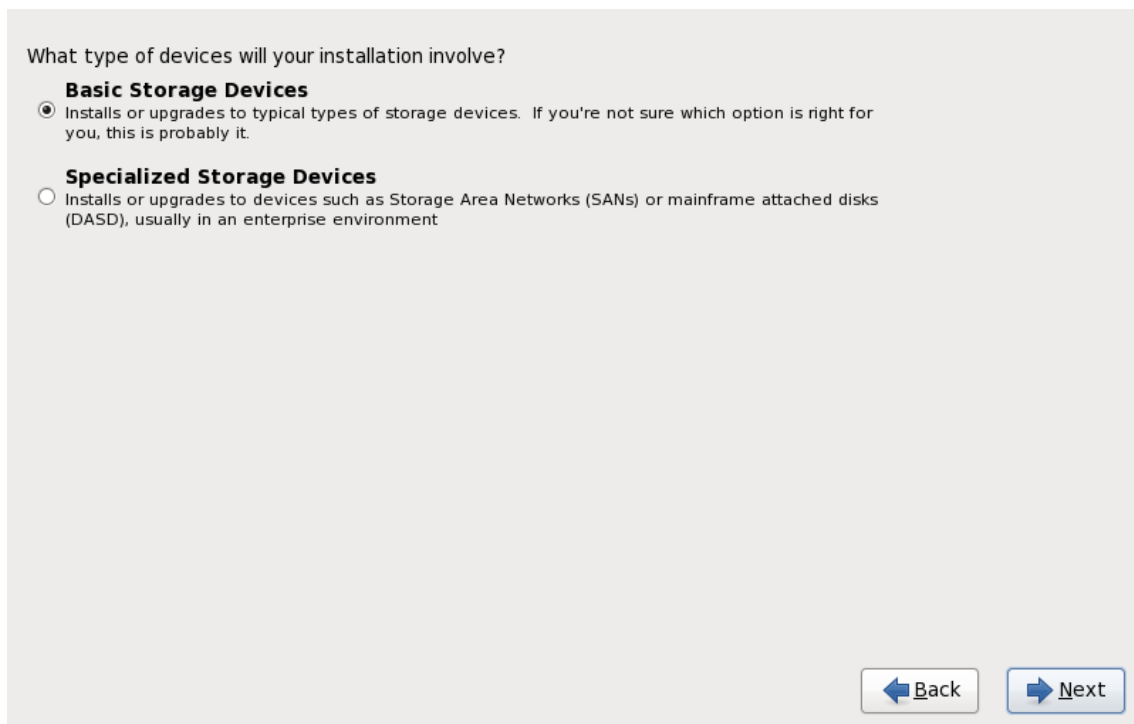 What type of devices will your installation involve?
Basic Storage Devices
Installs or upgrades to typical types of storage devices.  If you're not sure which option is right for
you, this is probably it.
Specialized Storage Devices
Installs or upgrades to devices such as Storage Area Networks (SANs) or mainframe attached disks
(DASD), usually in an enterprise environment
Back
Next